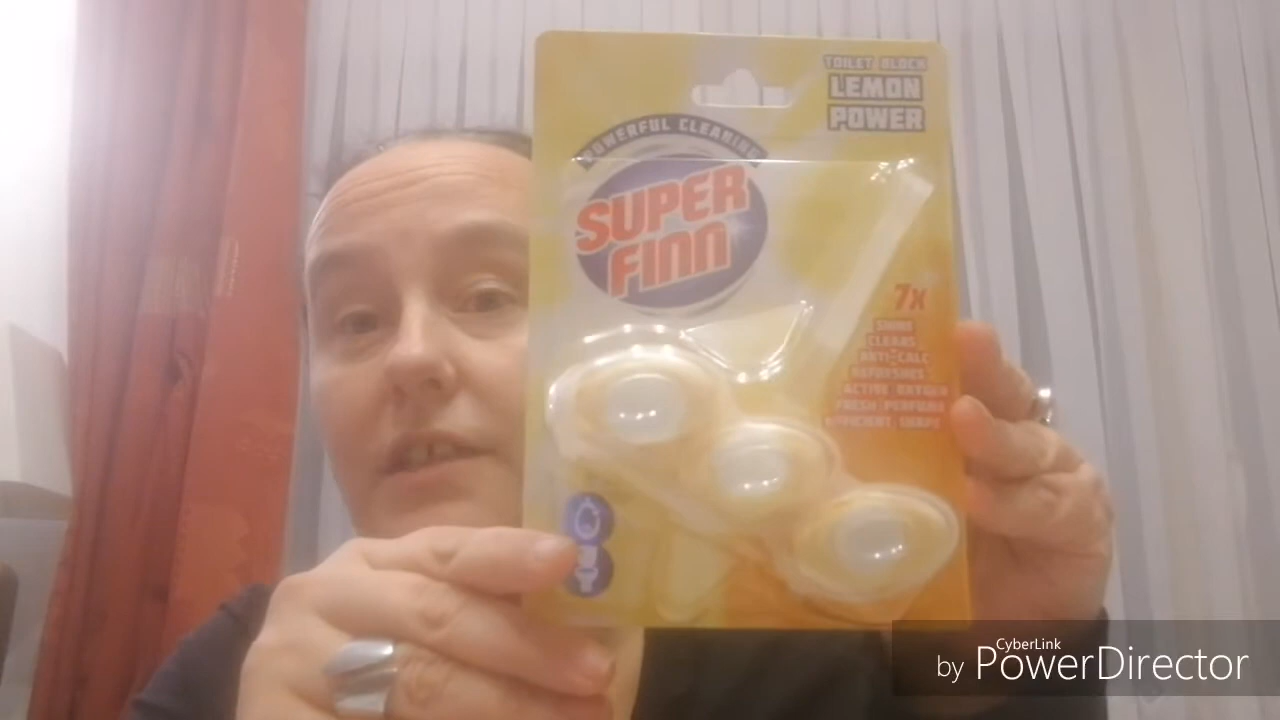 TOILET BLOCK
LEMON
POWER
POWERFUL CLEANING
SUPER
FINN
7x
SHINE
CLEANS
ANTI-CALC
REFRESHES
ACTIVE OXYGEN
FRESH PERFUME
EFFICIENT SHAPE
CyberLink
by PowerDirector